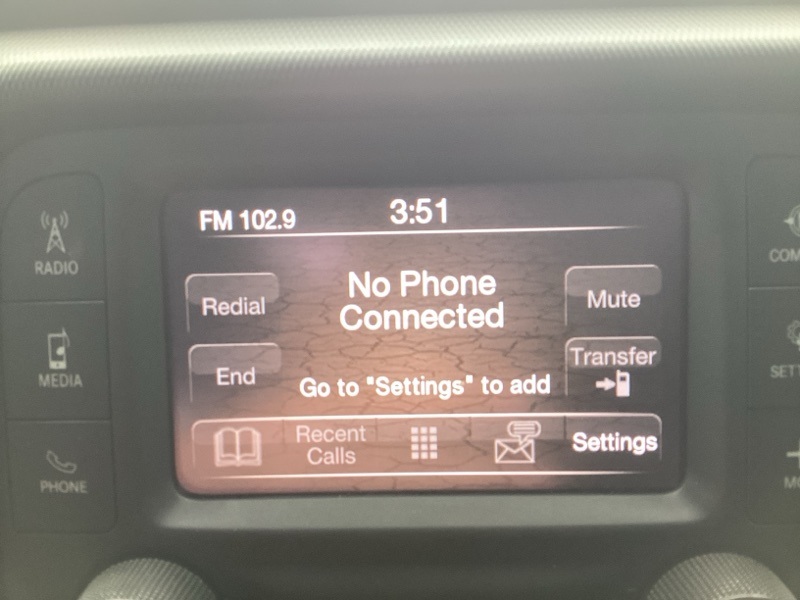 FM 102.9
3:51
RADIO
Redial
No Phone
Connected
Mute
MEDIA
End
Go to "Settings" to add
Transfer
PHONE
Recent
Calls
Settings